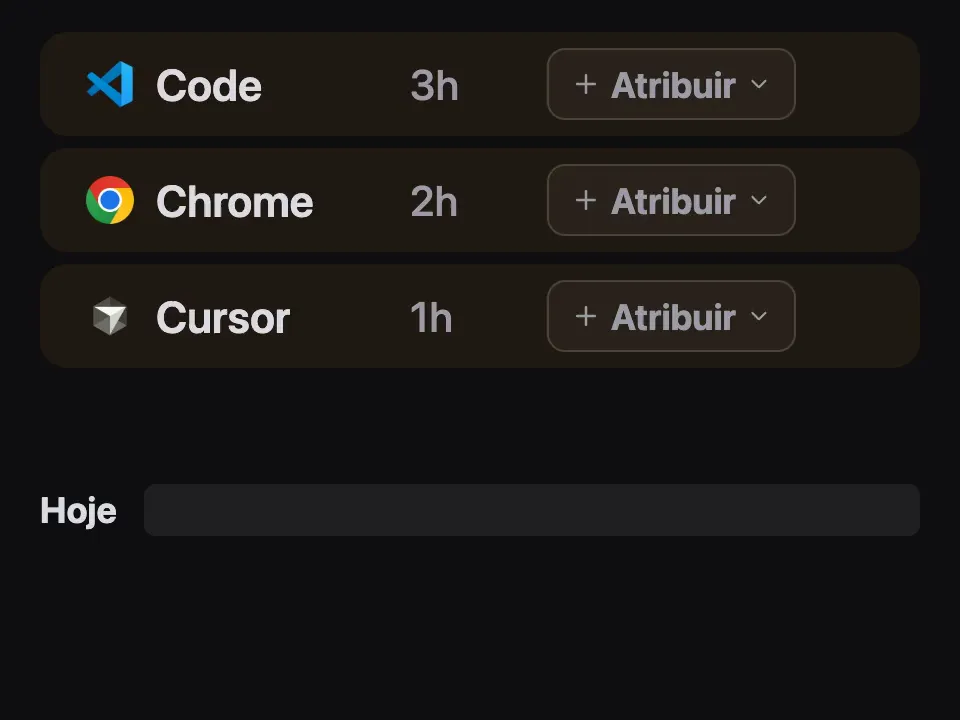 Code 3h + Atribuir
Chrome 2h + Atribuir
Cursor 1h + Atribuir
Hoje